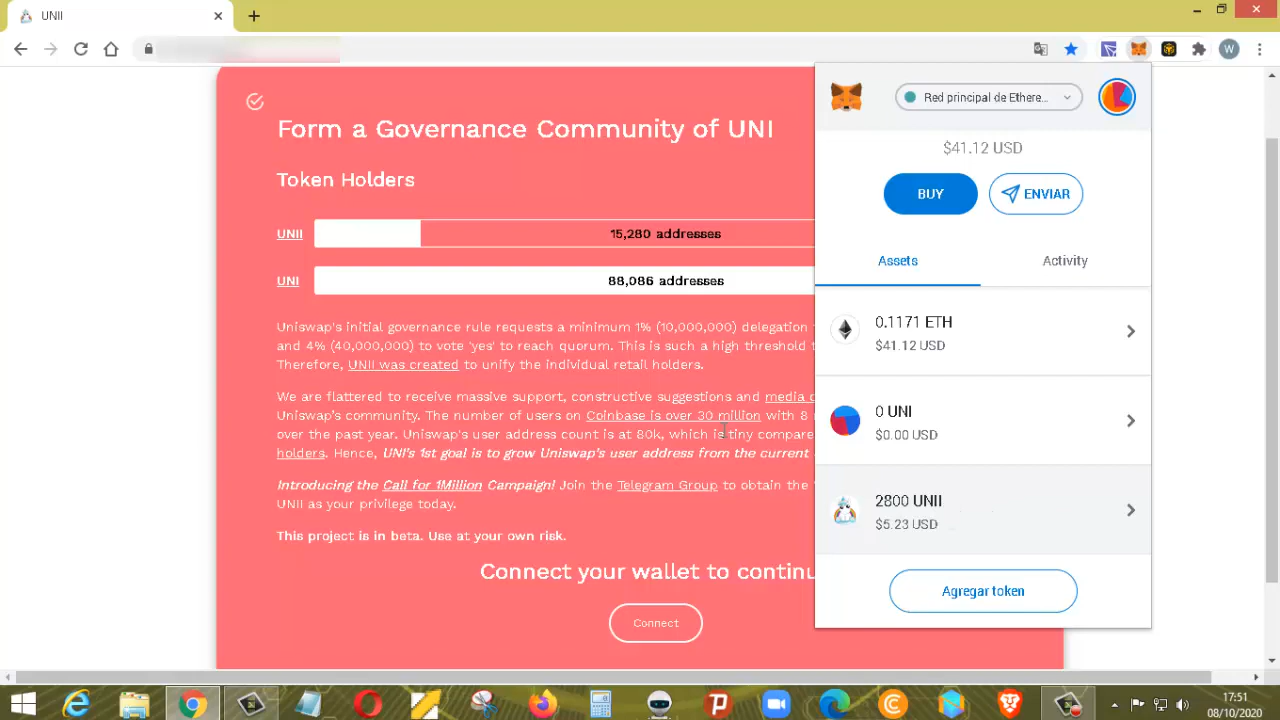 UNII
W
Form a Governance Community of UNI
Token Holders
UNII
15,280 addresses
UNI
88,086 addresses
Uniswap's initial governance rule requests a minimum 1% (10,000,000) delegation
and 4% (40,000,000) to vote 'yes' to reach quorum. This is such a high threshold
Therefore, UNII was created to unify the individual retail holders.
We are flattered to receive massive support, constructive suggestions and media
Uniswap's community. The number of users on Coinbase is over 30 million with 8
over the past year. Uniswap's user address count is at 80k, which is tiny compare
holders. Hence, UNI's 1st goal is to grow Uniswap's user address from the current
Introducing the Call for 1Million Campaign! Join the Telegram Group to obtain the
UNII as your privilege today.
This project is in beta. Use at your own risk.
Connect your wallet to continu
Connect
Red principal de Ethere...
$41.12 USD
BUY
ENVIAR
Assets
Activity
0.1171 ETH
$41.12 USD
0 UNI
$0.00 USD
2800 UNII
$5.23 USD
Agregar token
17:51
08/10/2020